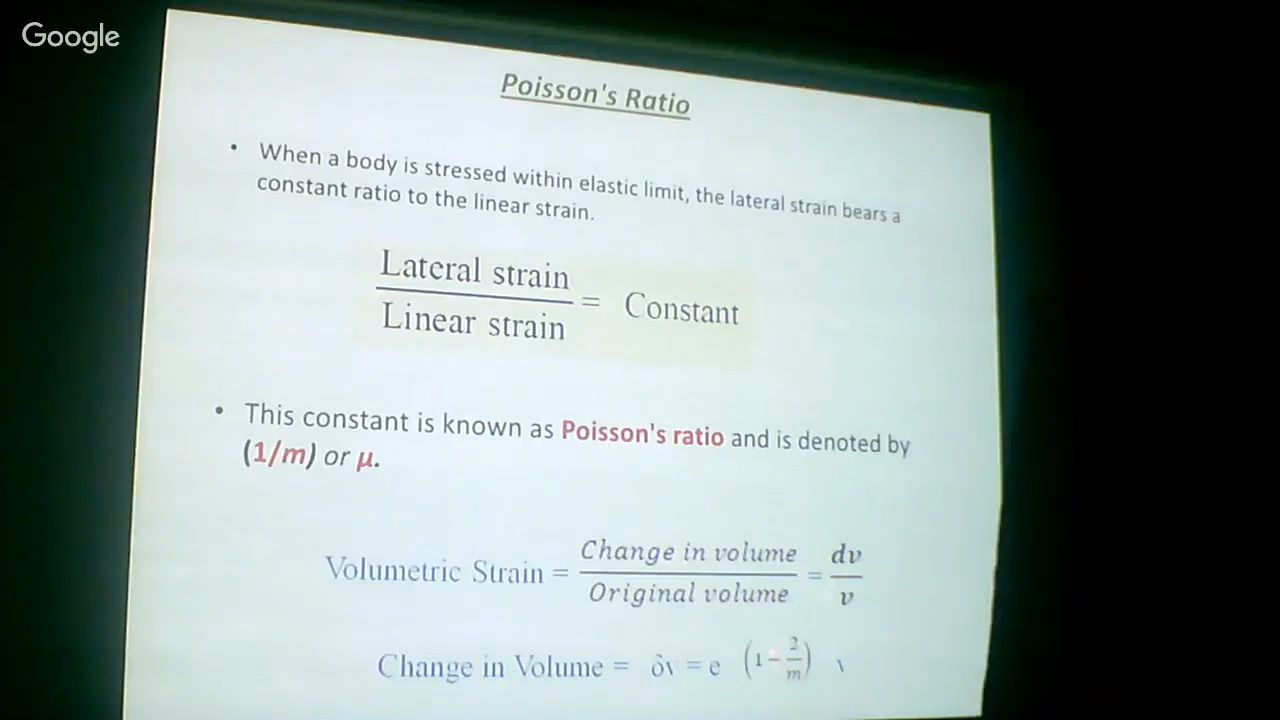 Google
Poisson's Ratio
• When a body is stressed within elastic limit, the lateral strain bears a
constant ratio to the linear strain.
Lateral strain
Linear strain
= Constant
• This constant is known as Poisson's ratio and is denoted by
(1/m) or μ.
Volumetric Strain = Change in volume / Original volume = dv / v
Change in Volume = δv = e (1 - 2/m)